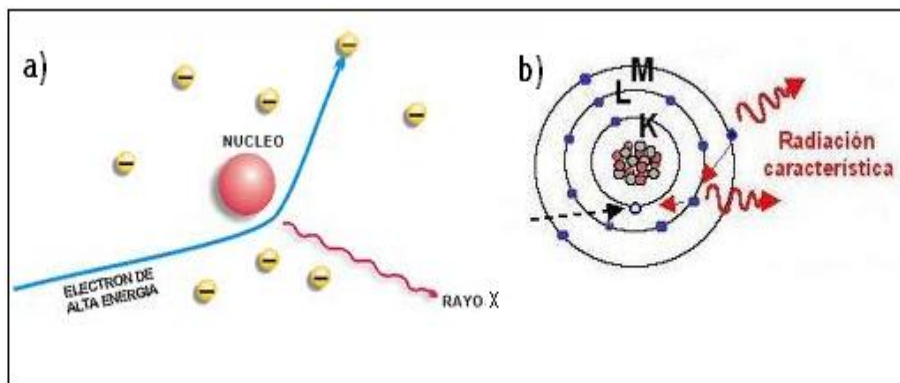 a)
NUCLEO
ELECTRON DE
ALTA ENERGIA
RAYO X
b)
M
L
K
Radiación
característica